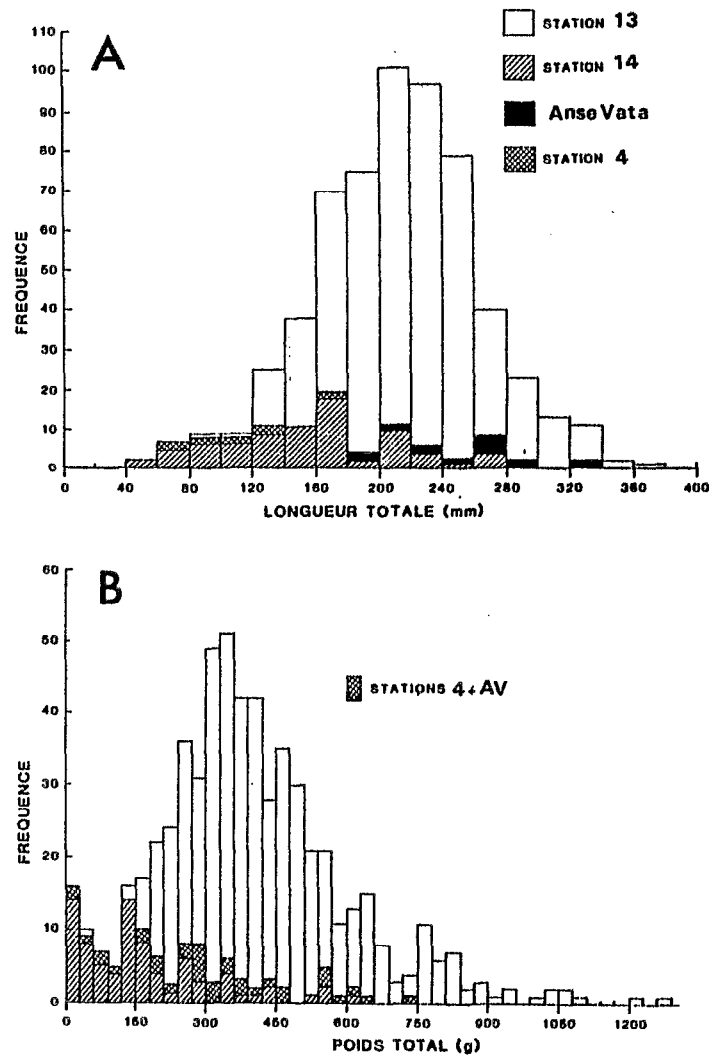 A
STATION 13
STATION 14
Anse Vata
STATION 4
110
100
90
80
70
60
50
40
30
20
10
0
FREQUENCE
0 40 80 120 160 200 240 280 320 360 400
LONGUEUR TOTALE (mm)
B
STATIONS 4+AV
60
50
40
30
20
10
0
FREQUENCE
0 150 300 450 600 750 900 1050 1200
POIDS TOTAL (g)